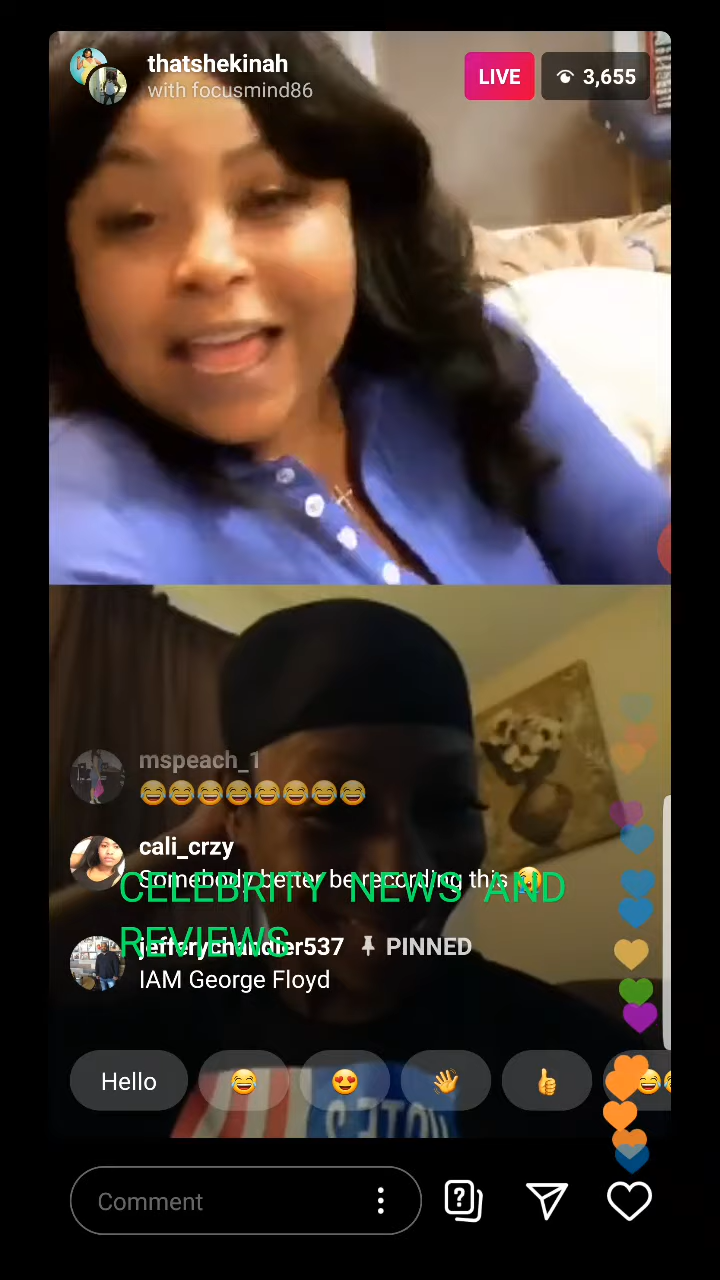 thatshekinah
with focusmind86
LIVE
3,655
mspeach_1
😂😂😂😂😂😂😂😂
cali_crzy
Somebody better be recording this 😢
CELEBRITY NEWS AND
REVIEWS
jefferychandler537 PINNED
IAM George Floyd
Hello 😂 😍 👋 👍 😂
Comment